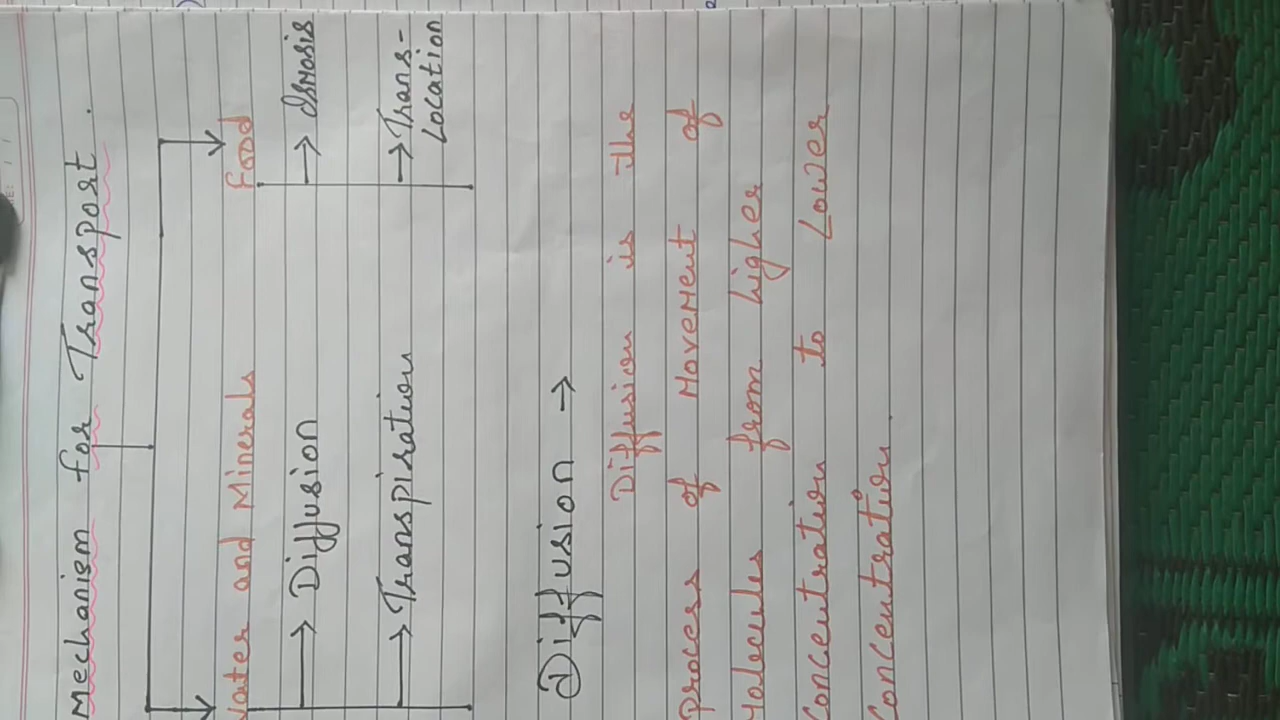 Mechanism for Transport.
Water and Minerals
Food
→ Diffusion
→ Osmosis
→ Transpiration
→ Trans-
Location
Diffusion →
Diffusion is the
process of Movement of
Molecules from higher
Concentration to Lower
Concentration.